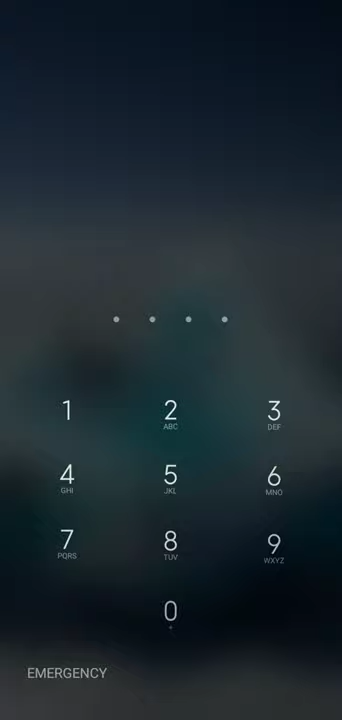 1 2 3
ABC DEF
4 5 6
GHI JKL MNO
7 8 9
PQRS TUV WXYZ
0
+
EMERGENCY